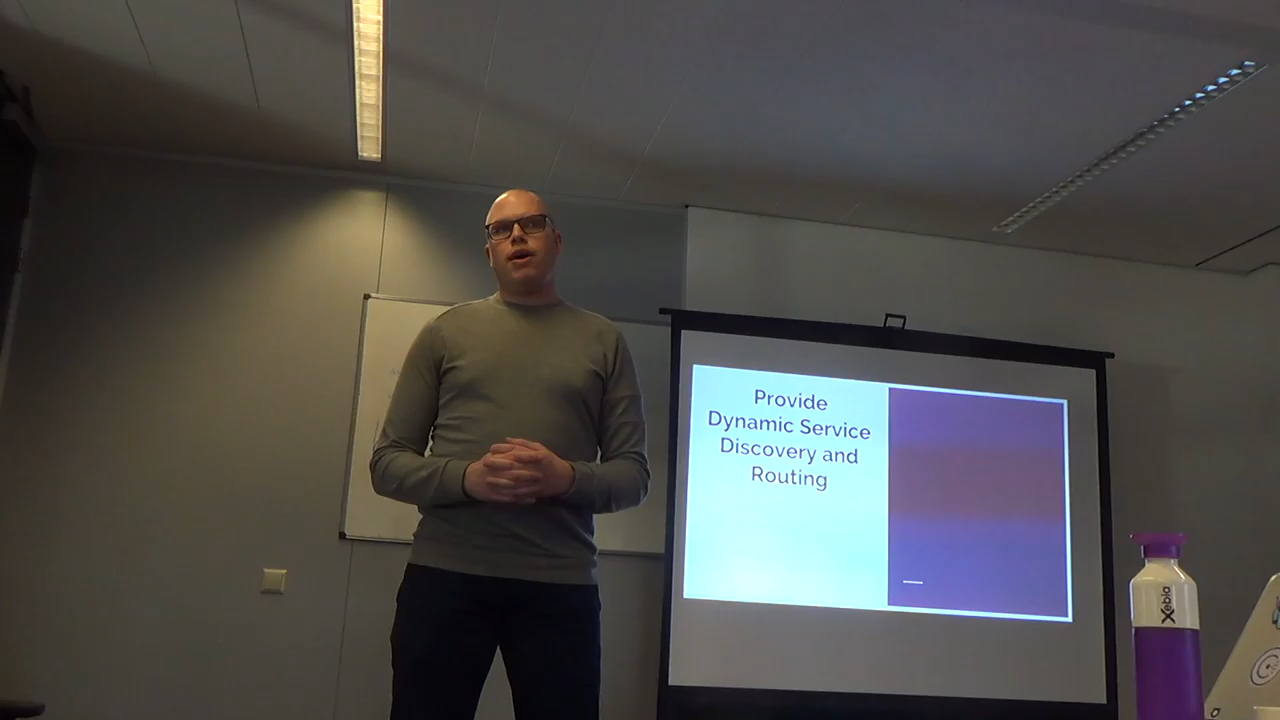 Provide
Dynamic Service
Discovery and
Routing
Xebia